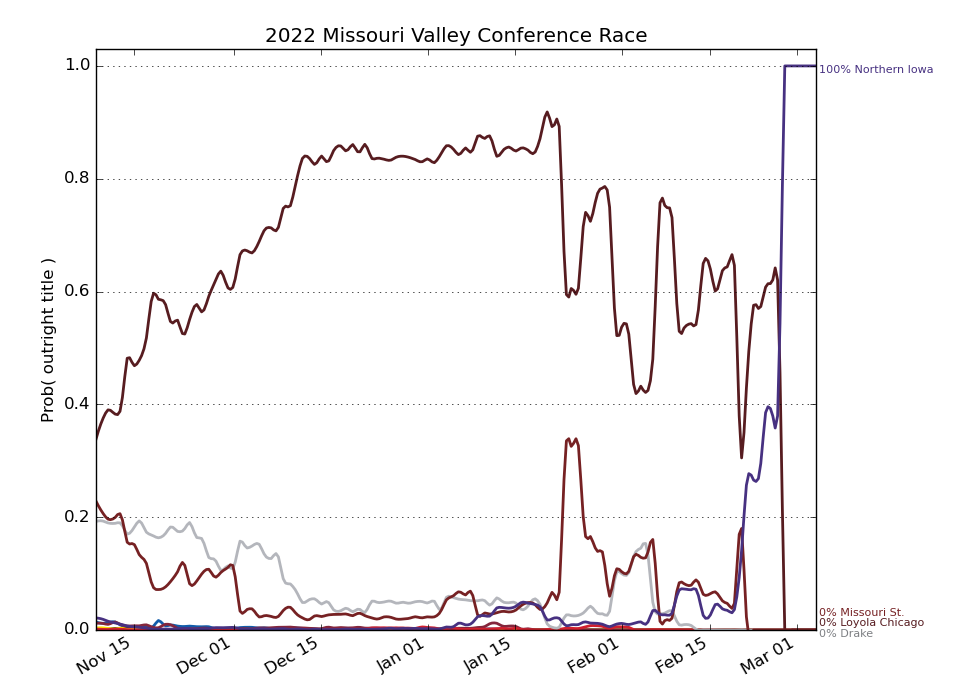 2022 Missouri Valley Conference Race
Prob( outright title )
1.0
0.8
0.6
0.4
0.2
0.0
Nov 15
Dec 01
Dec 15
Jan 01
Jan 15
Feb 01
Feb 15
Mar 01
100% Northern Iowa
0% Missouri St.
0% Loyola Chicago
0% Drake